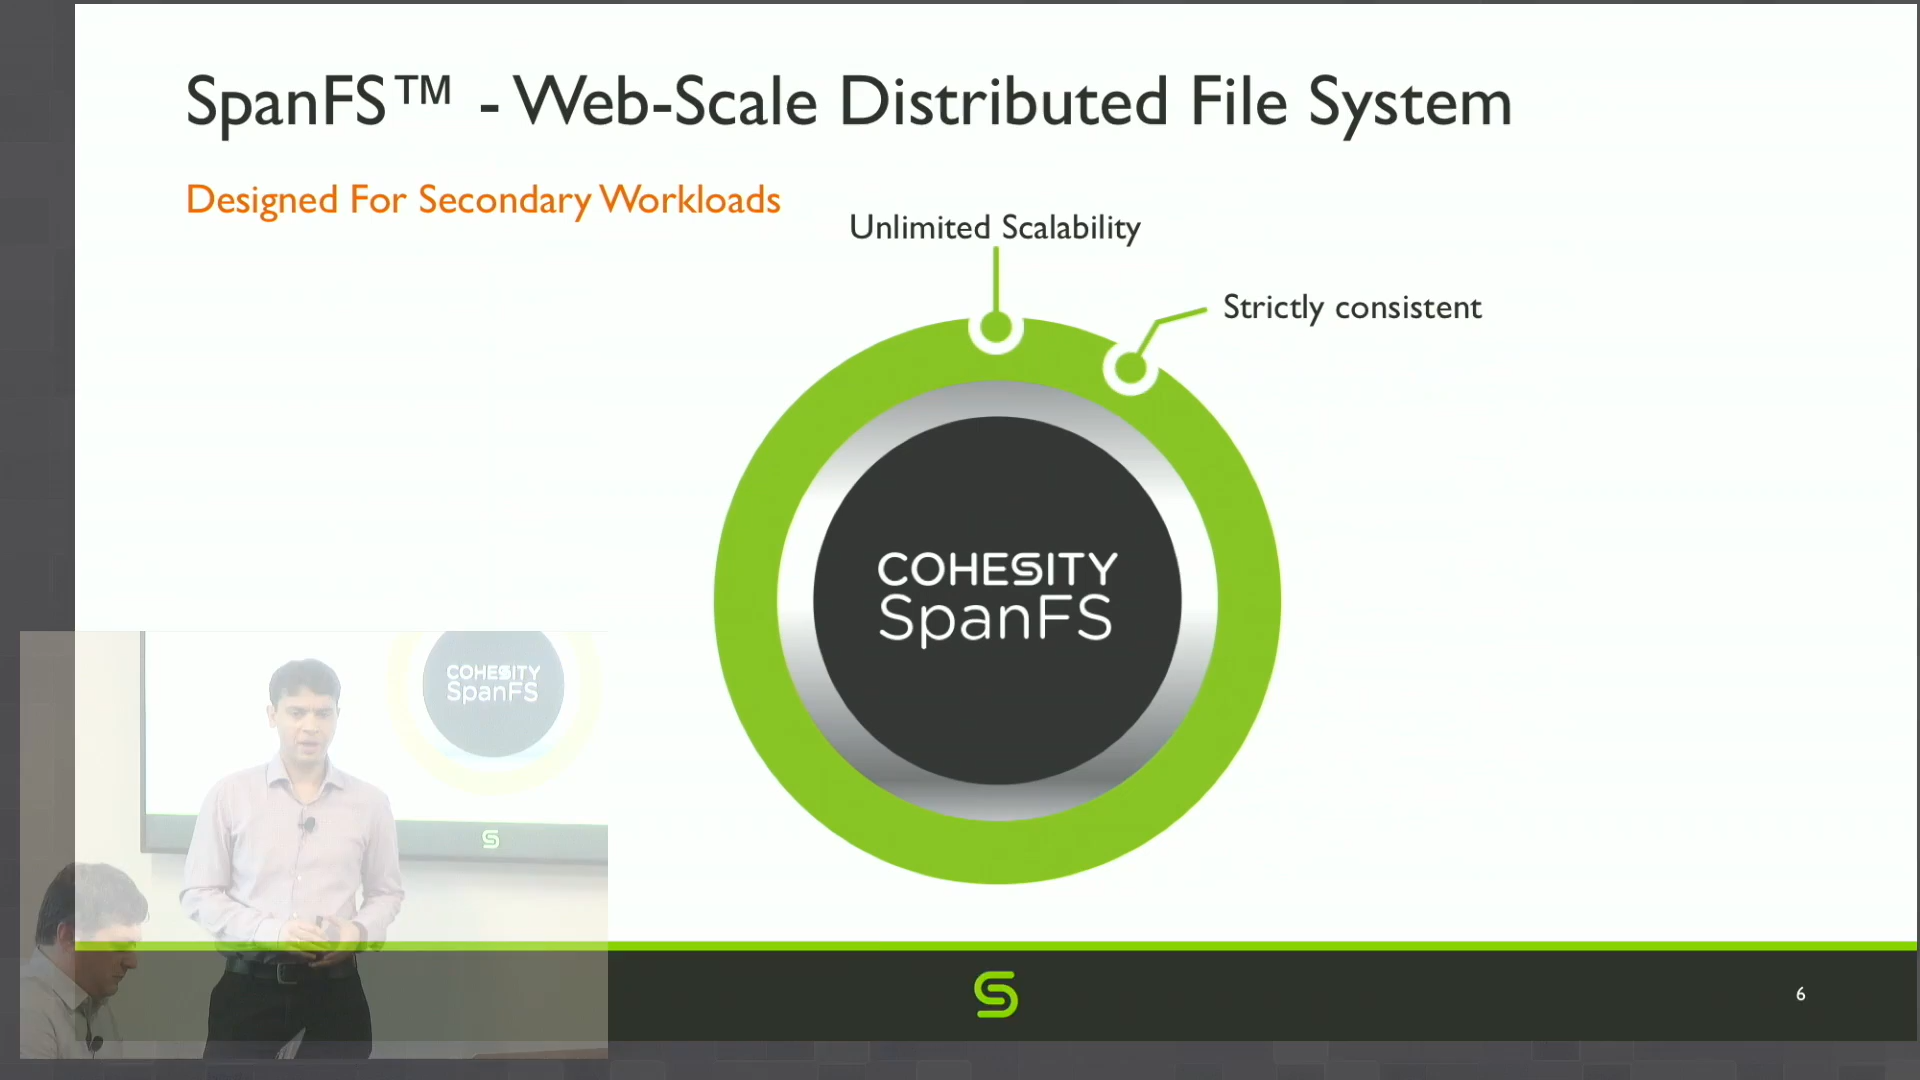 SpanFS™ - Web-Scale Distributed File System
Designed For Secondary Workloads
Unlimited Scalability
Strictly consistent
COHESITY
SpanFS
COHESITY
SpanFS
6